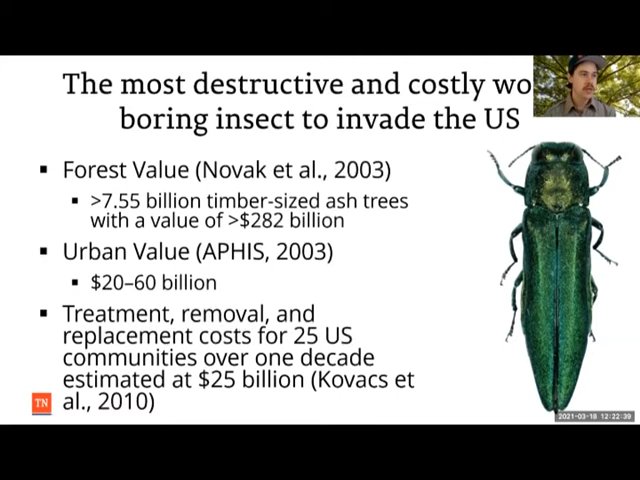 The most destructive and costly wo
boring insect to invade the US
▪ Forest Value (Novak et al., 2003)
▪ >7.55 billion timber-sized ash trees
with a value of >$282 billion
▪ Urban Value (APHIS, 2003)
▪ $20–60 billion
▪ Treatment, removal, and
replacement costs for 25 US
communities over one decade
estimated at $25 billion (Kovacs et
al., 2010)
TN
2021-03-18 12:22:39